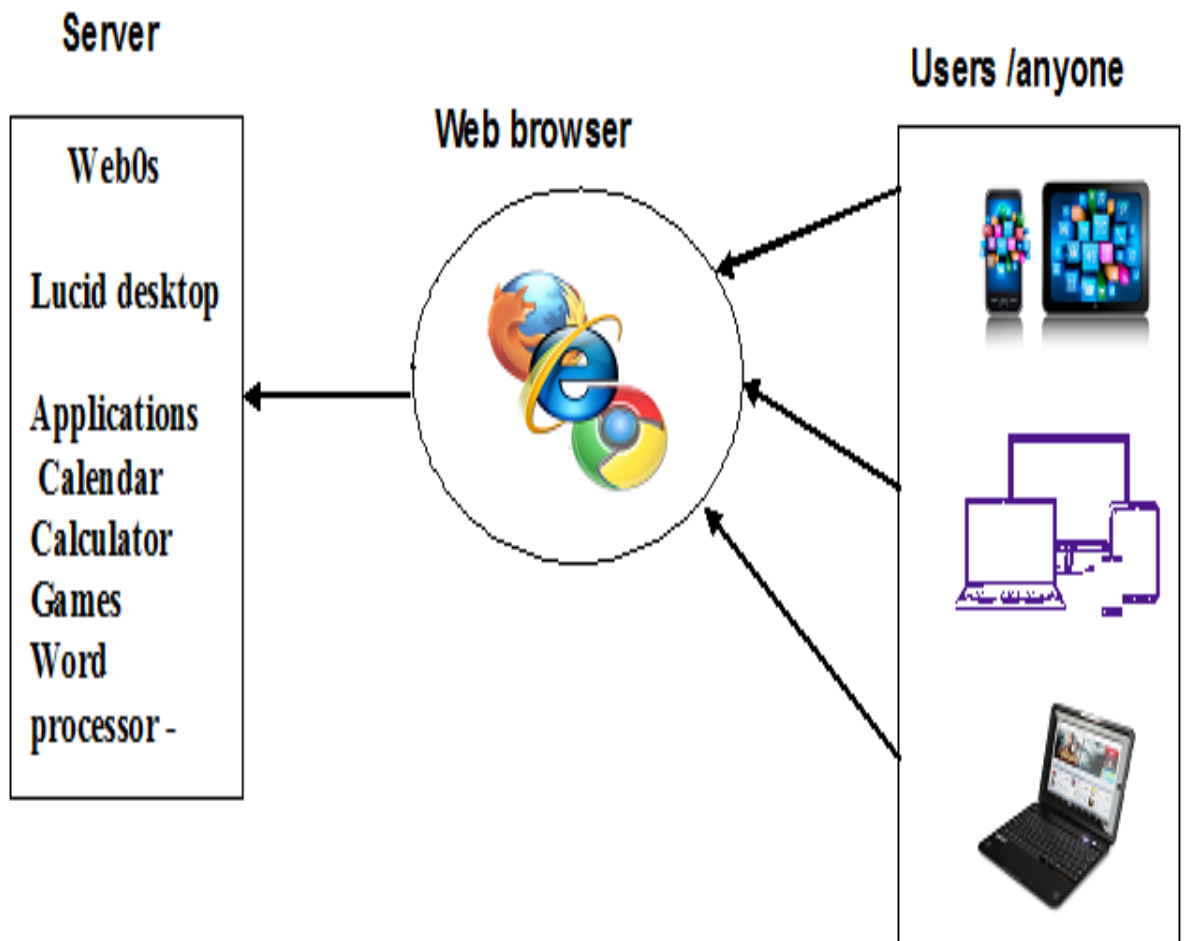 Server
Web0s
Lucid desktop
Applications
Calendar
Calculator
Games
Word
processor -
Web browser
Users /anyone